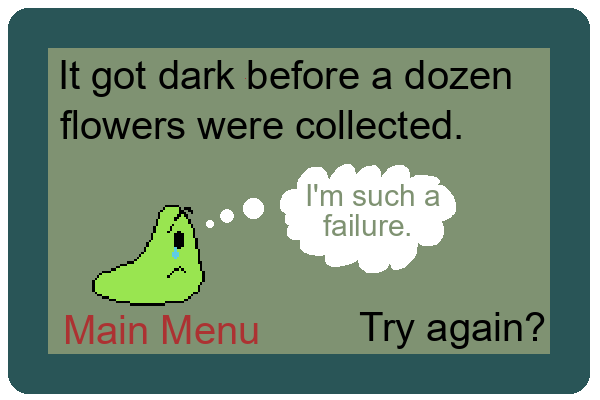 It got dark before a dozen
flowers were collected.
I'm such a
failure.
Main Menu
Try again?